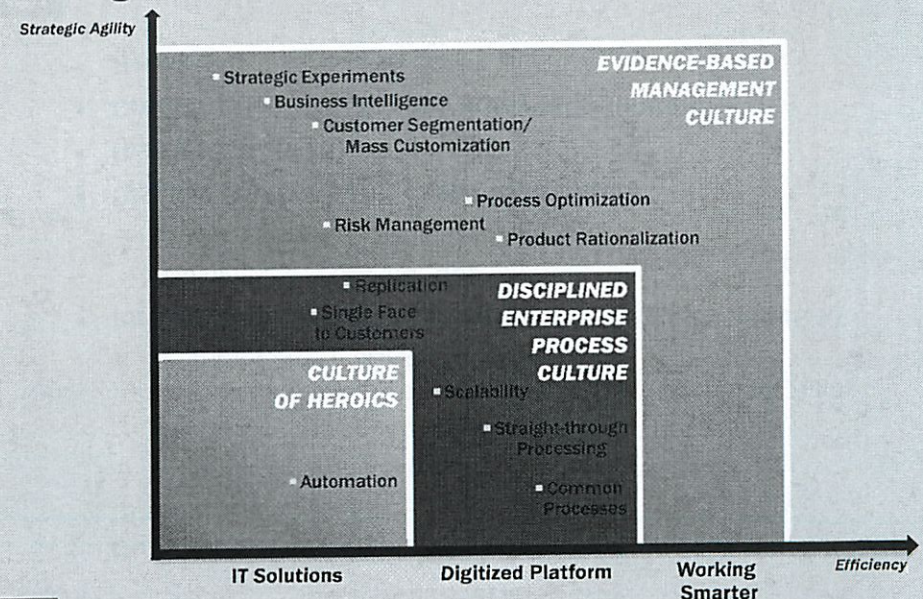 Strategic Agility
EVIDENCE-BASED
MANAGEMENT
CULTURE
Strategic Experiments
Business Intelligence
Customer Segmentation/
Mass Customization
Process Optimization
Risk Management
Product Rationalization
Replication
Single Face
to Customers
DISCIPLINED
ENTERPRISE
PROCESS
CULTURE
CULTURE
OF HEROICS
Scalability
Straight-through
Processing
Automation
Common
Processes
IT Solutions
Digitized Platform
Working
Smarter
Efficiency